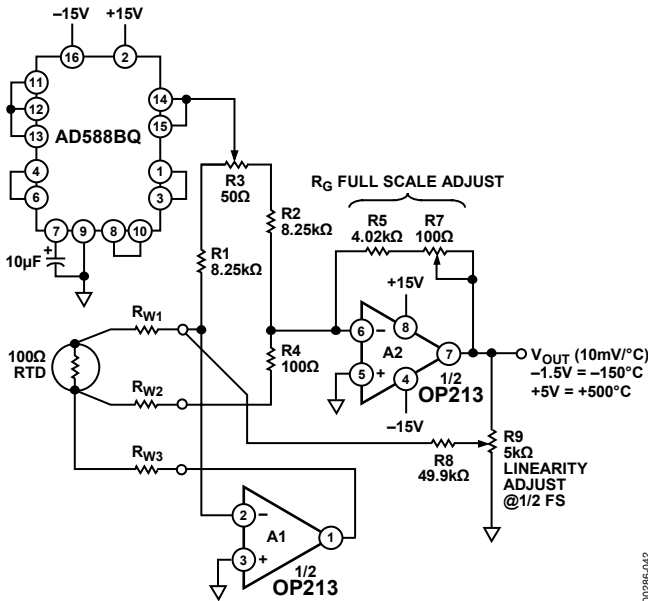 –15V +15V
16 2
11
12
13
4
6
14
15
1
3
AD588BQ
7 9 8 10
10µF +
R3
50Ω
R2
8.25kΩ
R1
8.25kΩ
RG FULL SCALE ADJUST
R5
4.02kΩ
R7
100Ω
+15V
6 – 8
A2 7
5 + 4
1/2
OP213
–15V
R4
100Ω
RW1
100Ω
RTD
RW2
RW3
VOUT (10mV/°C)
–1.5V = –150°C
+5V = +500°C
R8
49.9kΩ
R9
5kΩ
LINEARITY
ADJUST
@1/2 FS
2 –
A1 1
3 +
1/2
OP213
00286-042